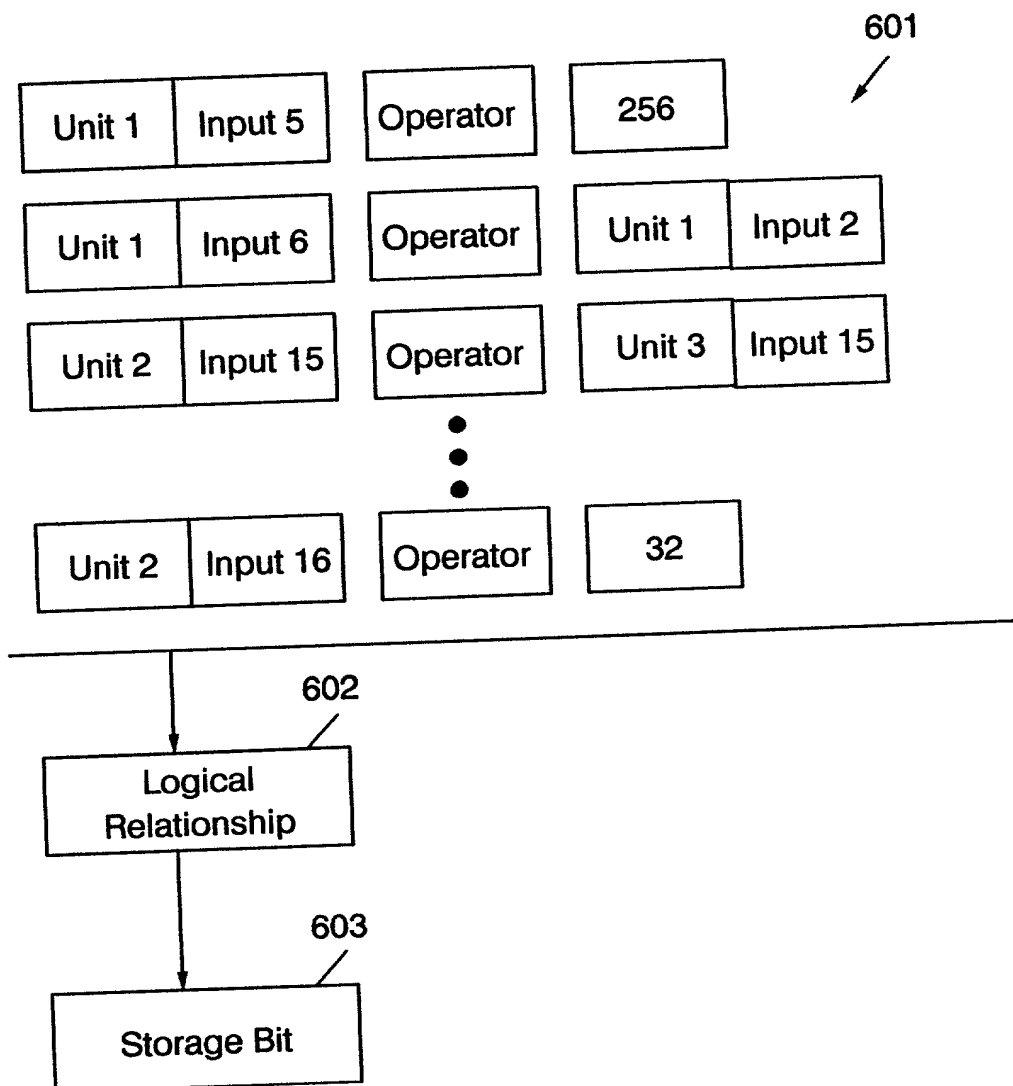 601
Unit 1 Input 5 Operator 256
Unit 1 Input 6 Operator Unit 1 Input 2
Unit 2 Input 15 Operator Unit 3 Input 15
Unit 2 Input 16 Operator 32
602
Logical
Relationship
603
Storage Bit